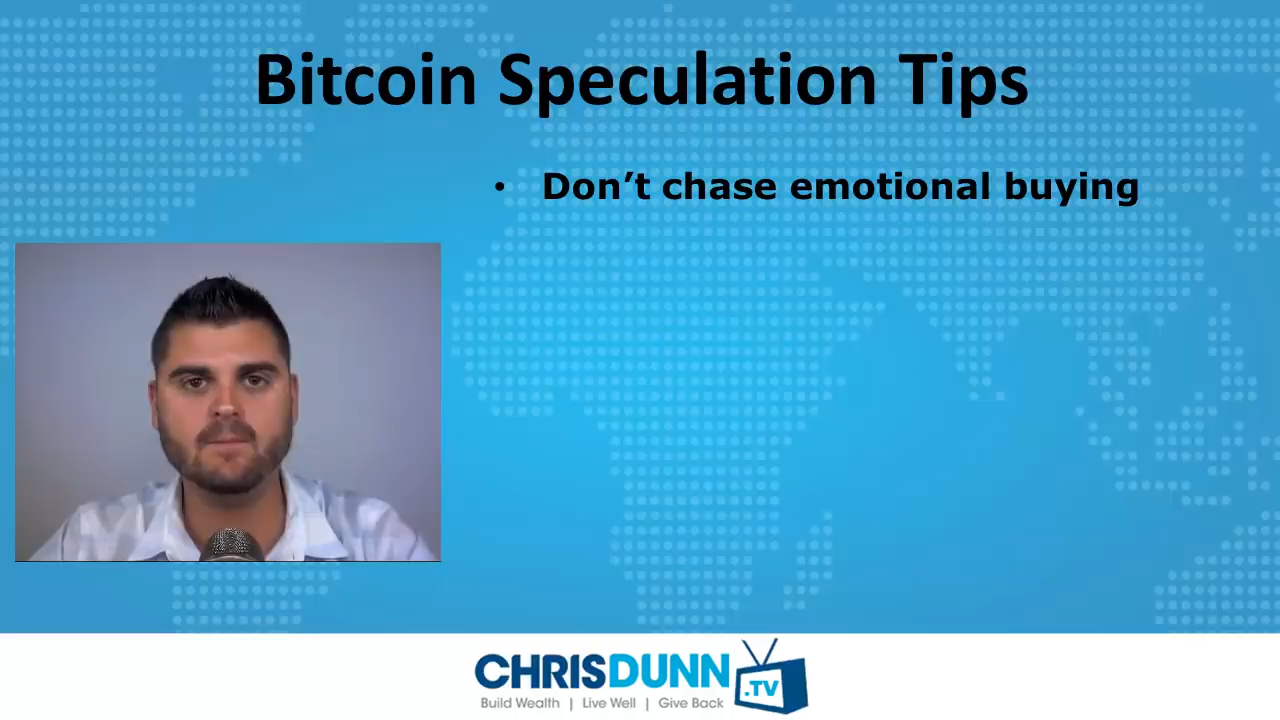 Bitcoin Speculation Tips
• Don’t chase emotional buying
CHRISDUNN.TV
Build Wealth | Live Well | Give Back